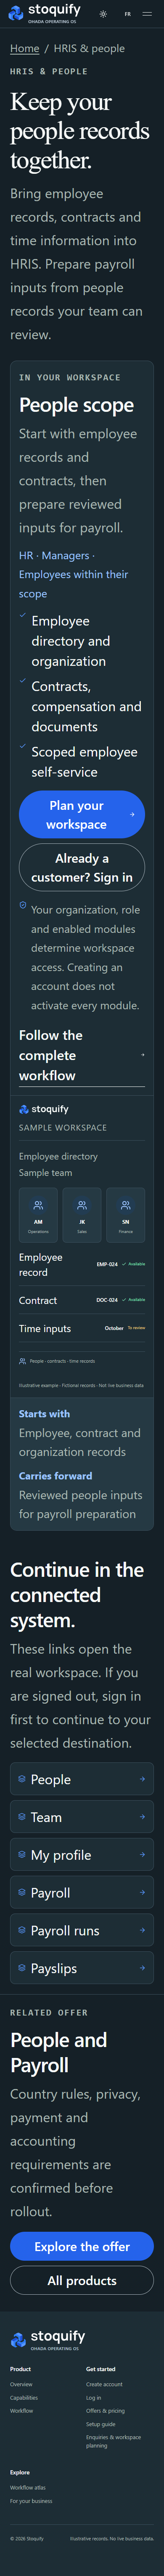 stoquify
OHADA OPERATING OS
FR
Home / HRIS & people
HRIS & PEOPLE
Keep your
people records
together.
Bring employee
records, contracts and
time information into
HRIS. Prepare payroll
inputs from people
records your team can
review.
IN YOUR WORKSPACE
People scope
Start with employee
records and
contracts, then
prepare reviewed
inputs for payroll.
HR · Managers ·
Employees within their
scope
Employee
directory and
organization
Contracts,
compensation and
documents
Scoped employee
self-service
Plan your
workspace
Already a
customer? Sign in
Your organization, role
and enabled modules
determine workspace
access. Creating an
account does not
activate every module.
Follow the
complete
workflow
stoquify
SAMPLE WORKSPACE
Employee directory
Sample team
AM JK SN
Operations Sales Finance
Employee
record
EMP-024 Available
Contract DOC-024 Available
Time inputs October To review
People · contracts · time records
Illustrative example · Fictional records · Not live business data
Starts with
Employee, contract and
organization records
Carries forward
Reviewed people inputs
for payroll preparation
Continue in the
connected
system.
These links open the
real workspace. If you
are signed out, sign in
first to continue to your
selected destination.
People
Team
My profile
Payroll
Payroll runs
Payslips
RELATED OFFER
People and
Payroll
Country rules, privacy,
payment and
accounting
requirements are
confirmed before
rollout.
Explore the offer
All products
stoquify
OHADA OPERATING OS
Product
Overview
Capabilities
Workflow
Get started
Create account
Log in
Offers & pricing
Setup guide
Enquiries & workspace
planning
Explore
Workflow atlas
For your business
© 2026 Stoquify
Illustrative records. No live business data.